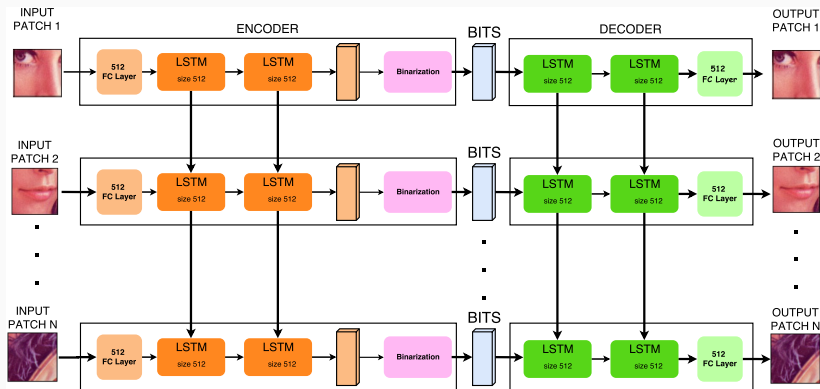 INPUT
PATCH 1
ENCODER
BITS
DECODER
OUTPUT
PATCH 1
512
FC Layer
LSTM
size 512
LSTM
size 512
Binarization
LSTM
size 512
LSTM
size 512
512
FC Layer
INPUT
PATCH 2
BITS
OUTPUT
PATCH 2
512
FC Layer
LSTM
size 512
LSTM
size 512
Binarization
LSTM
size 512
LSTM
size 512
512
FC Layer
INPUT
PATCH N
BITS
OUTPUT
PATCH N
512
FC Layer
LSTM
size 512
LSTM
size 512
Binarization
LSTM
size 512
LSTM
size 512
512
FC Layer